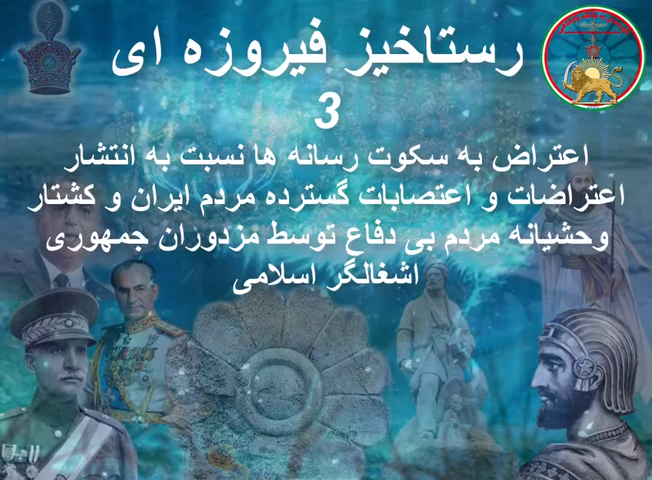 رستاخیز فیروزه ای
3
اعتراض به سکوت رسانه ها نسبت به انتشار
اعتراضات و اعتصابات گسترده مردم ایران و کشتار
وحشیانه مردم بی دفاع توسط مزدوران جمهوری
اشغالگر اسلامی